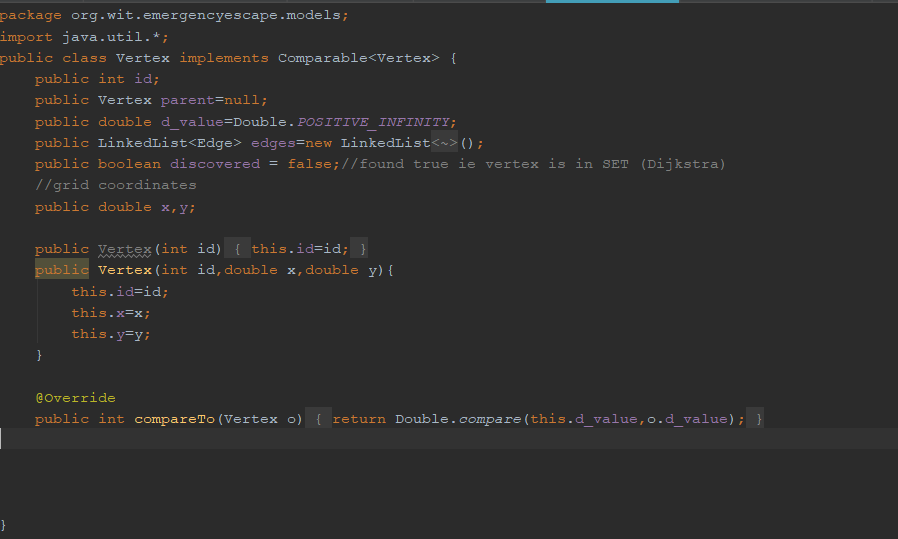 package org.wit.emergencyescape.models;
import java.util.*;
public class Vertex implements Comparable<Vertex> {
    public int id;
    public Vertex parent=null;
    public double d_value=Double.POSITIVE_INFINITY;
    public LinkedList<Edge> edges=new LinkedList<~>();
    public boolean discovered = false;//found true ie vertex is in SET (Dijkstra)
    //grid coordinates
    public double x,y;
    public Vertex(int id) { this.id=id; }
    public Vertex(int id,double x,double y){
        this.id=id;
        this.x=x;
        this.y=y;
    }
    @Override
    public int compareTo(Vertex o) { return Double.compare(this.d_value,o.d_value); }
}